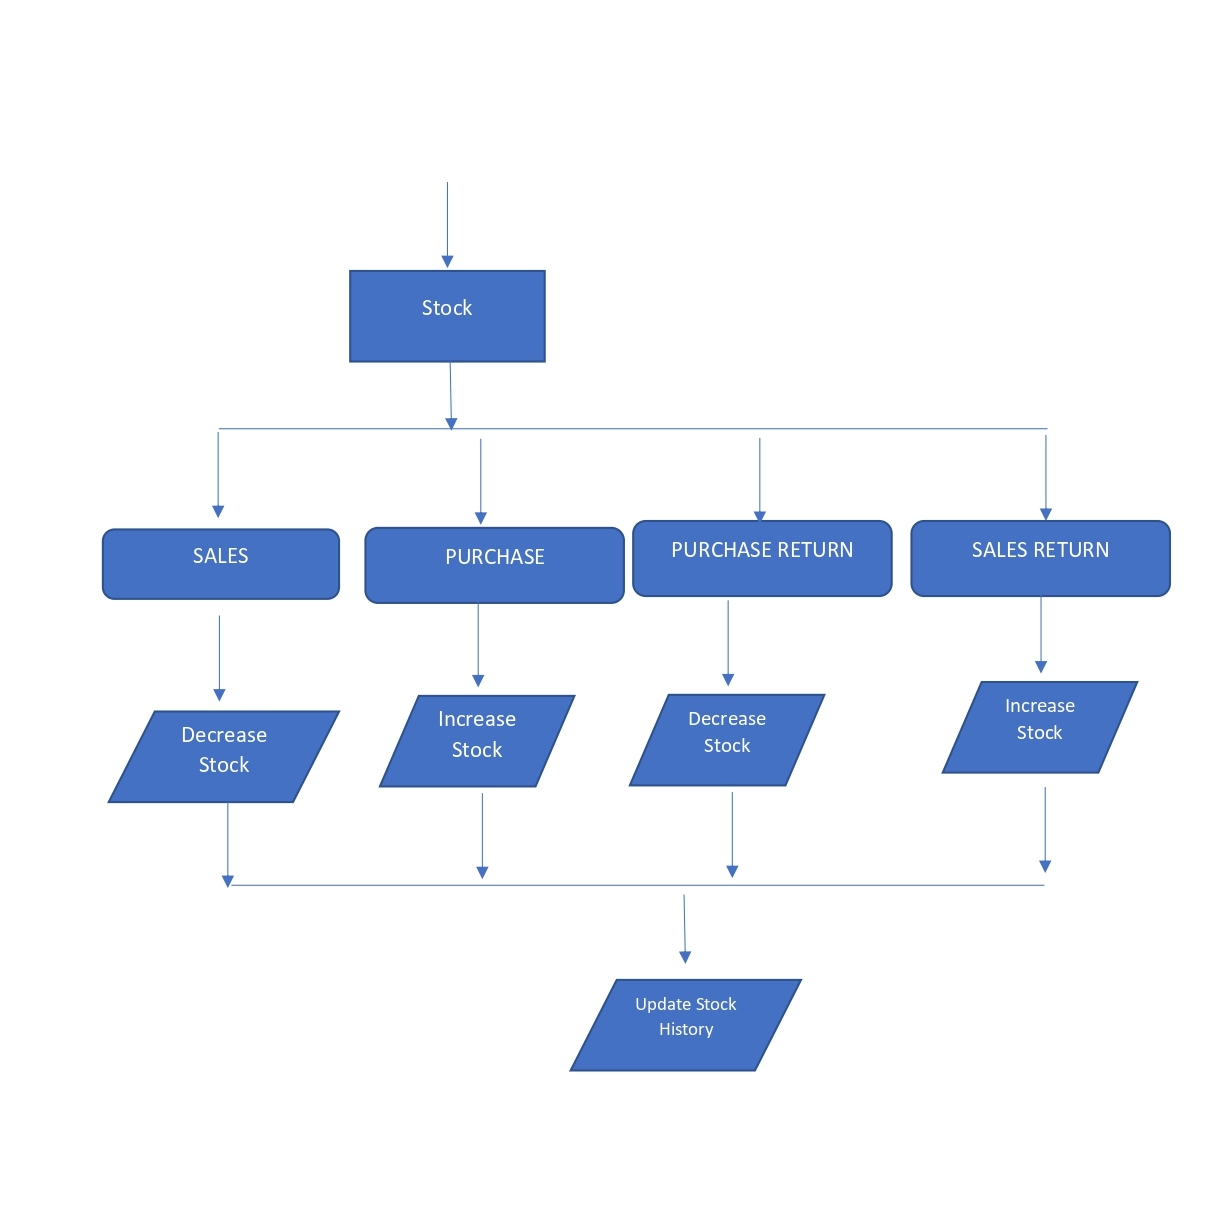 Stock
SALES
PURCHASE
PURCHASE RETURN
SALES RETURN
Decrease
Stock
Increase
Stock
Decrease
Stock
Increase
Stock
Update Stock
History